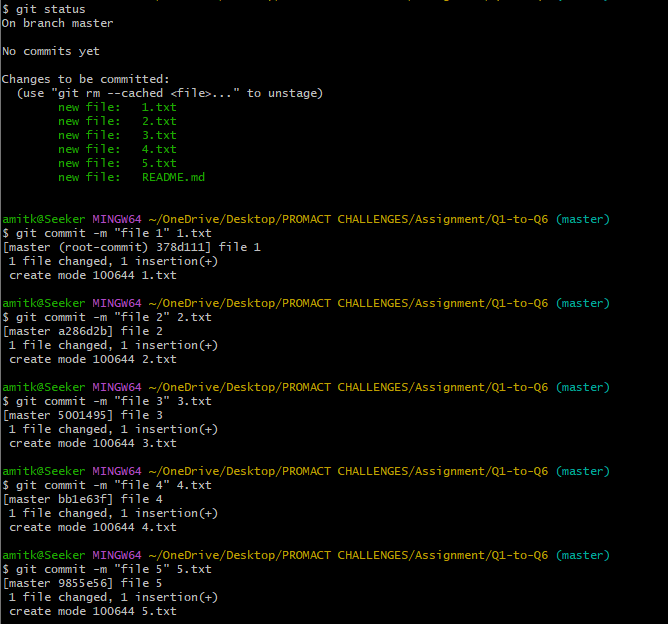 $ git status
On branch master

No commits yet

Changes to be committed:
  (use "git rm --cached <file>..." to unstage)
        new file:   1.txt
        new file:   2.txt
        new file:   3.txt
        new file:   4.txt
        new file:   5.txt
        new file:   README.md


amitk@Seeker MINGW64 ~/OneDrive/Desktop/PROMACT CHALLENGES/Assignment/Q1-to-Q6 (master)
$ git commit -m "file 1" 1.txt
[master (root-commit) 378d111] file 1
 1 file changed, 1 insertion(+)
 create mode 100644 1.txt

amitk@Seeker MINGW64 ~/OneDrive/Desktop/PROMACT CHALLENGES/Assignment/Q1-to-Q6 (master)
$ git commit -m "file 2" 2.txt
[master a286d2b] file 2
 1 file changed, 1 insertion(+)
 create mode 100644 2.txt

amitk@Seeker MINGW64 ~/OneDrive/Desktop/PROMACT CHALLENGES/Assignment/Q1-to-Q6 (master)
$ git commit -m "file 3" 3.txt
[master 5001495] file 3
 1 file changed, 1 insertion(+)
 create mode 100644 3.txt

amitk@Seeker MINGW64 ~/OneDrive/Desktop/PROMACT CHALLENGES/Assignment/Q1-to-Q6 (master)
$ git commit -m "file 4" 4.txt
[master bb1e63f] file 4
 1 file changed, 1 insertion(+)
 create mode 100644 4.txt

amitk@Seeker MINGW64 ~/OneDrive/Desktop/PROMACT CHALLENGES/Assignment/Q1-to-Q6 (master)
$ git commit -m "file 5" 5.txt
[master 9855e56] file 5
 1 file changed, 1 insertion(+)
 create mode 100644 5.txt